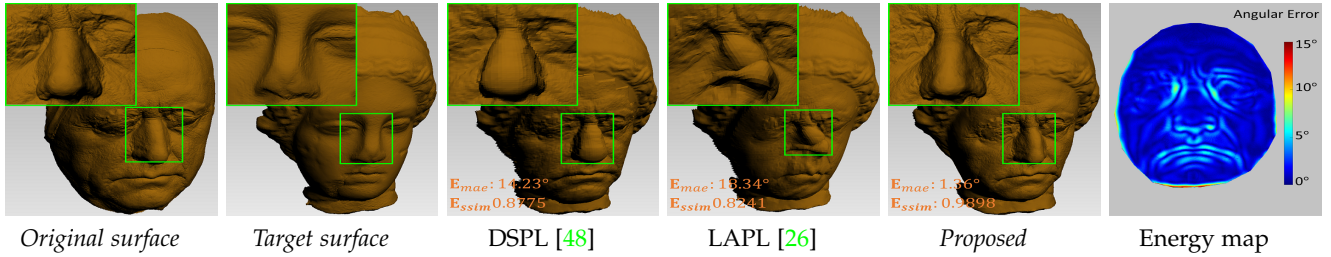 Angular Error
15°
10°
5°
0°
E_mae: 14.23°
E_ssim 0.8775
E_mae: 18.34°
E_ssim 0.8241
E_mae: 1.36°
E_ssim: 0.9898
Original surface
Target surface
DSPL [48]
LAPL [26]
Proposed
Energy map